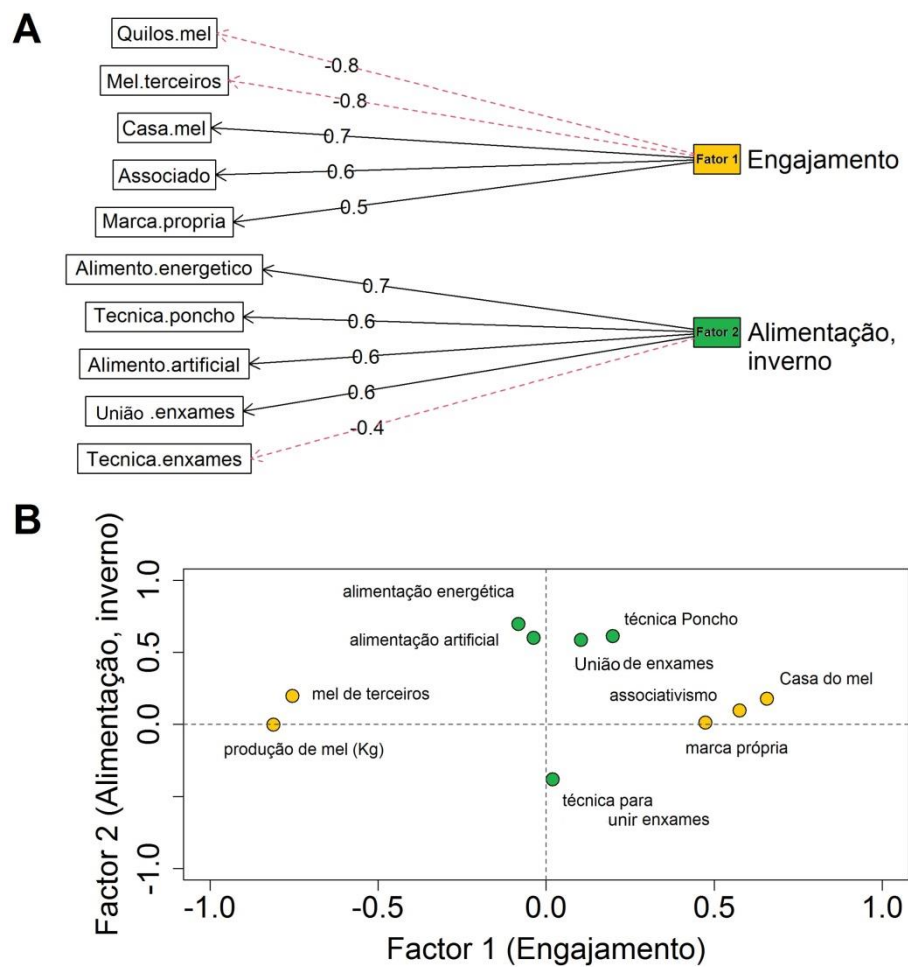 A
Quilos.mel
-0.8
Mel.terceiros
-0.8
Casa.mel
0.7
Fator 1
Engajamento
Associado
0.6
Marca.propria
0.5
Alimento.energetico
0.7
Tecnica.poncho
0.6
Fator 2
Alimentação,
inverno
Alimento.artificial
0.6
União .enxames
0.6
-0.4
Tecnica.enxames
B
Factor 2 (Alimentação, inverno)
1.0
0.5
0.0
-1.0
alimentação energética
técnica Poncho
alimentação artificial
União de enxames
Casa do mel
mel de terceiros
associativismo
produção de mel (Kg)
marca própria
técnica para
unir enxames
-1.0
-0.5
0.0
0.5
1.0
Factor 1 (Engajamento)